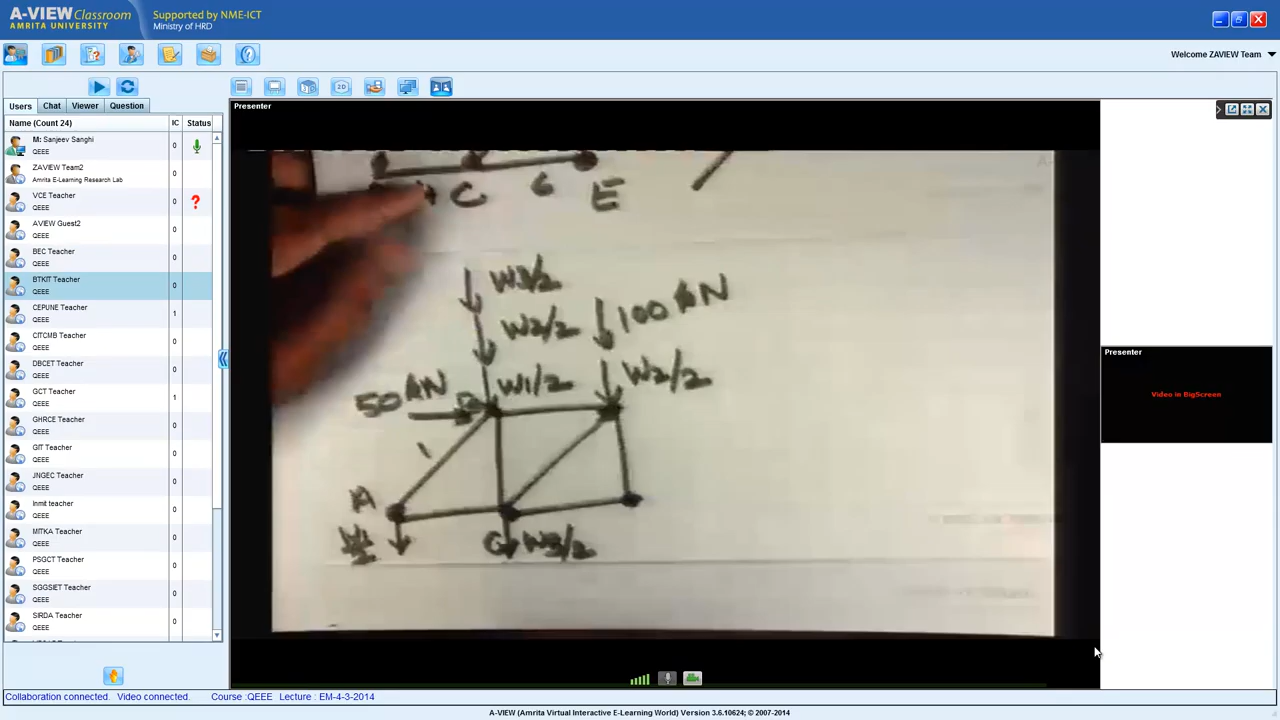 A-VIEW Classroom
AMRITA UNIVERSITY
Supported by NME-ICT
Ministry of HRD
Welcome ZAVIEW Team
Users Chat Viewer Question
Name (Count 24) IC Status
M: Sanjeev Sanghi 0
QEEE
ZAVIEW Team2 0
Amrita E-Learning Research Lab
VCE Teacher 0 ?
QEEE
AVIEW Guest2 0
QEEE
BEC Teacher 0
QEEE
BTKIT Teacher 0
QEEE
CEPUNE Teacher 1
QEEE
CITCMB Teacher 0
QEEE
DBCET Teacher 0
QEEE
GCT Teacher 1
QEEE
GHRCE Teacher 0
QEEE
GIT Teacher 0
QEEE
JNGEC Teacher 0
QEEE
Inmit teacher 0
QEEE
MITKA Teacher 0
QEEE
PSGCT Teacher 0
QEEE
SGGSIET Teacher 0
QEEE
SIRDA Teacher 0
QEEE
Presenter
C 6 E
W3/2
W2/2 100 kN
50 kN W1/2 W2/2
1
A
C W3/2
Presenter
Video in BigScreen
Collaboration connected. Video connected. Course :QEEE Lecture : EM-4-3-2014
A-VIEW (Amrita Virtual Interactive E-Learning World) Version 3.6.10624; © 2007-2014